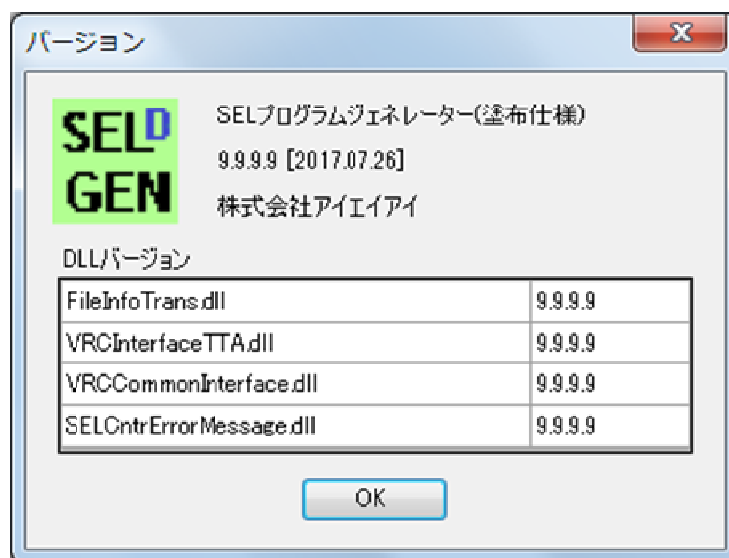 バージョン
SELD
GEN
SELプログラムジェネレーター(塗布仕様)
9.9.9.9 [2017.07.26]
株式会社アイエイアイ
DLLバージョン
FileInfoTrans.dll 9.9.9.9
VRCInterfaceTTA.dll 9.9.9.9
VRCCommonInterface.dll 9.9.9.9
SELCntrErrorMessage.dll 9.9.9.9
OK